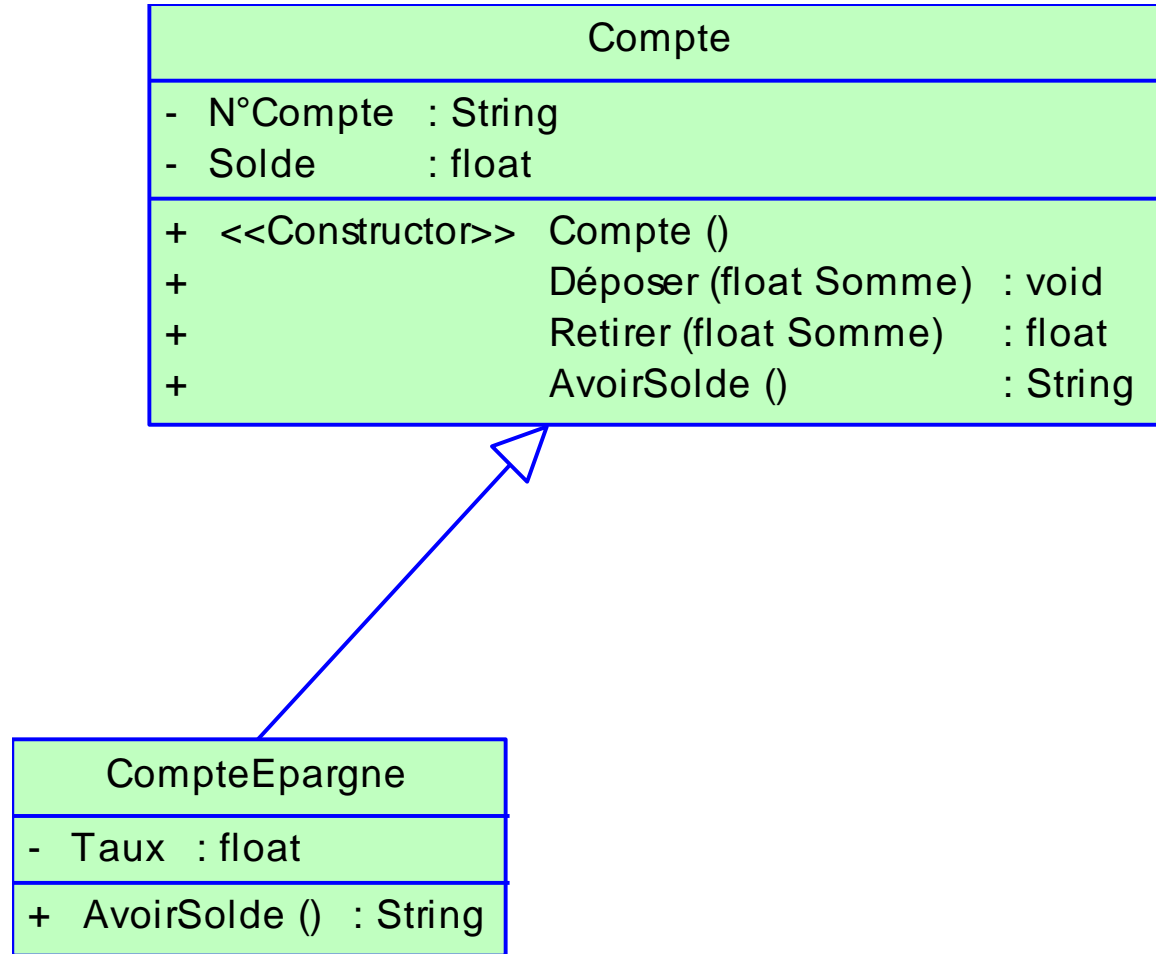 Compte
- N°Compte : String
- Solde : float
+ <<Constructor>> Compte ()
+ Déposer (float Somme) : void
+ Retirer (float Somme) : float
+ AvoirSolde () : String
CompteEpargne
- Taux : float
+ AvoirSolde () : String